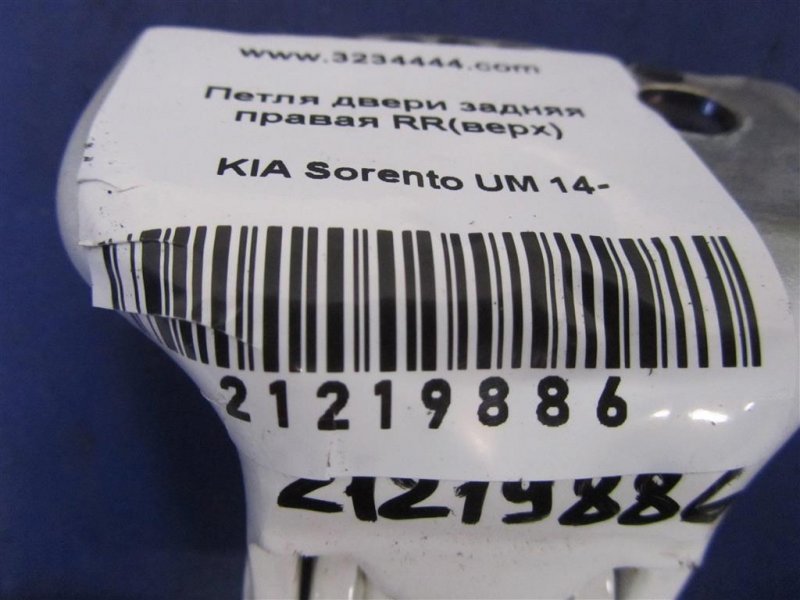 www.3234444.com
Петля двери задняя
правая RR(верх)
KIA Sorento UM 14-
21219886
21219886